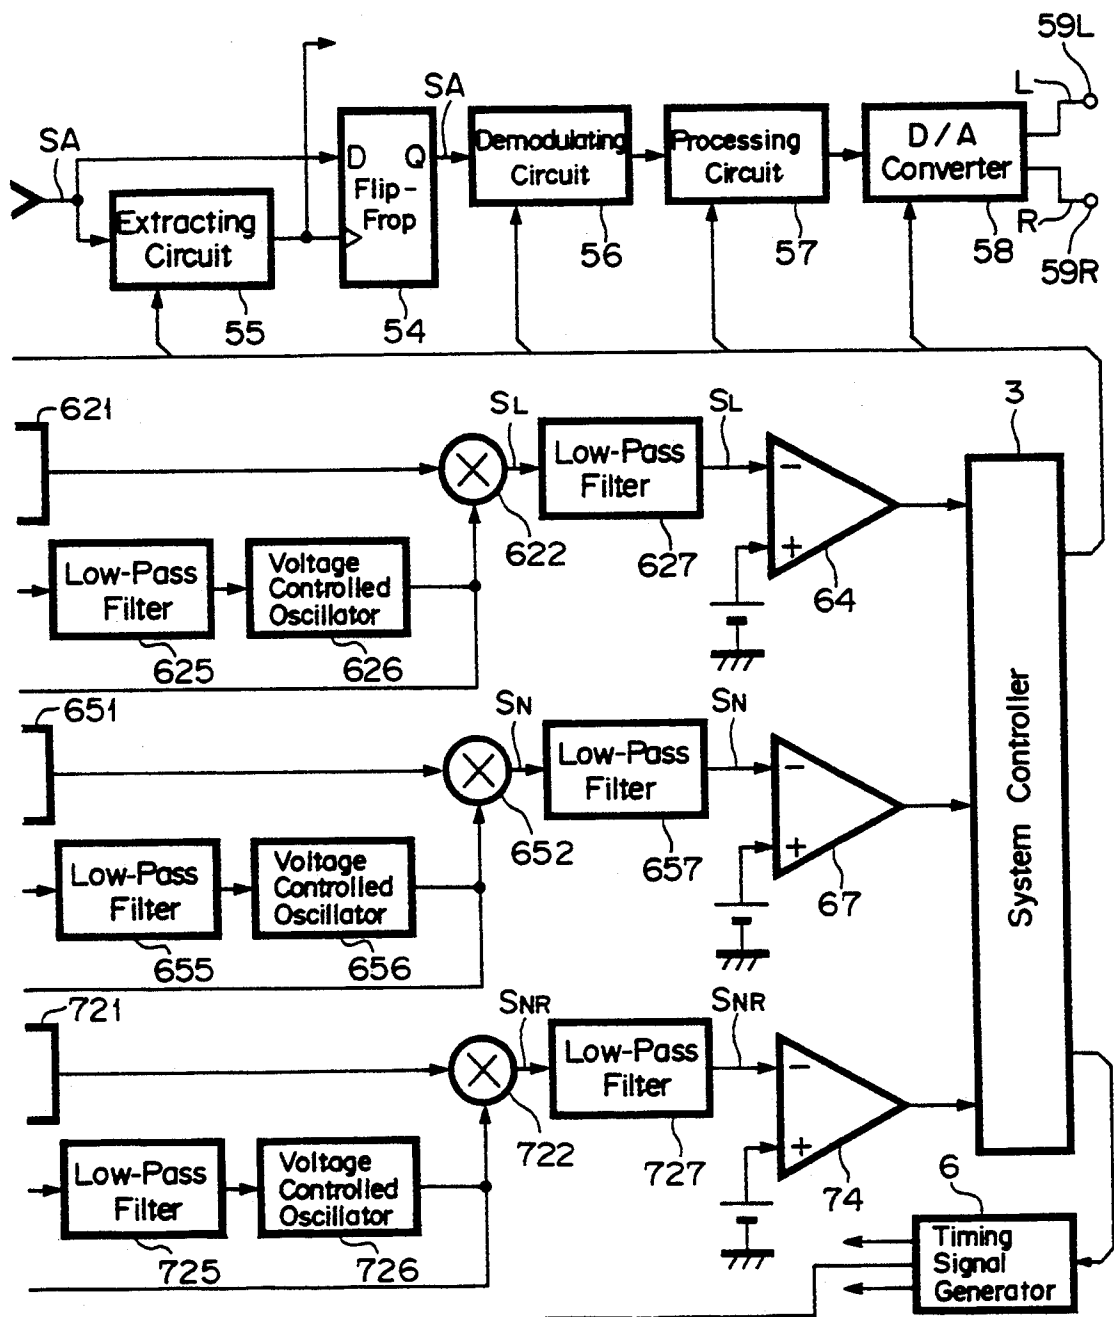 59L
L
SA
SA
D Q
Flip-
Frop
Demodulating
Circuit
Processing
Circuit
D/A
Converter
Extracting
Circuit
R
59R
55
54
56
57
58
3
621
SL
Low-Pass
Filter
SL
−
+
622
627
64
Low-Pass
Filter
Voltage
Controlled
Oscillator
625
626
System Controller
651
SN
Low-Pass
Filter
SN
−
+
652
657
67
Low-Pass
Filter
Voltage
Controlled
Oscillator
655
656
721
SNR
Low-Pass
Filter
SNR
−
+
722
727
74
Low-Pass
Filter
Voltage
Controlled
Oscillator
725
726
6
Timing
Signal
Generator